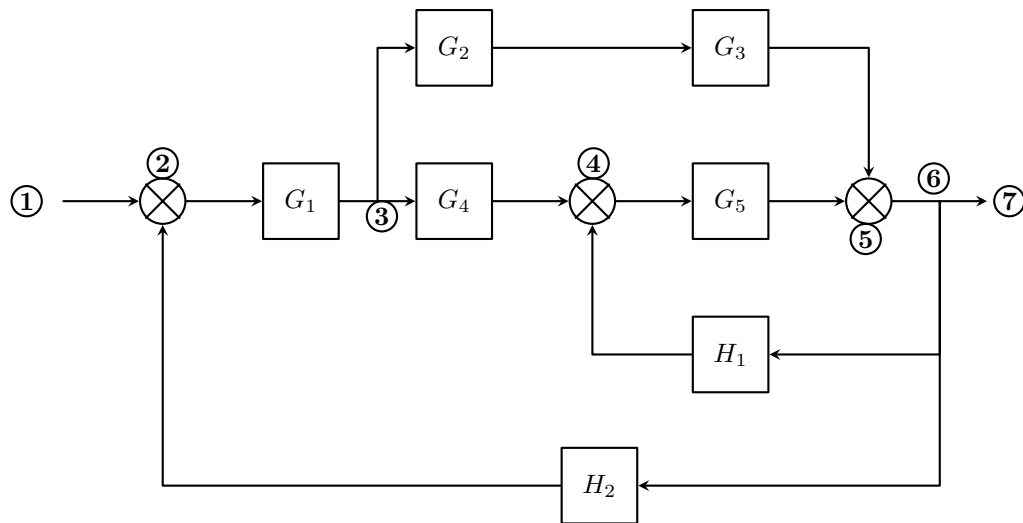 G₂ G₃
② ④ ⑥
① G₁ ③ G₄ G₅ ⑤ ⑦
H₁
H₂